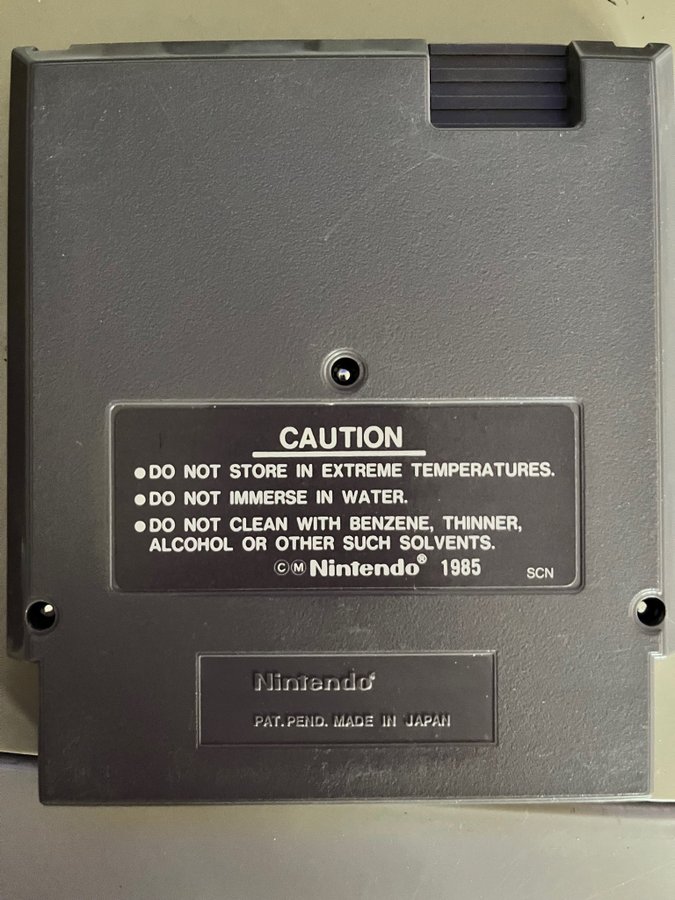 CAUTION
●DO NOT STORE IN EXTREME TEMPERATURES.
●DO NOT IMMERSE IN WATER.
●DO NOT CLEAN WITH BENZENE, THINNER,
ALCOHOL OR OTHER SUCH SOLVENTS.
©Ⓜ Nintendo® 1985 SCN
Nintendo®
PAT. PEND. MADE IN JAPAN